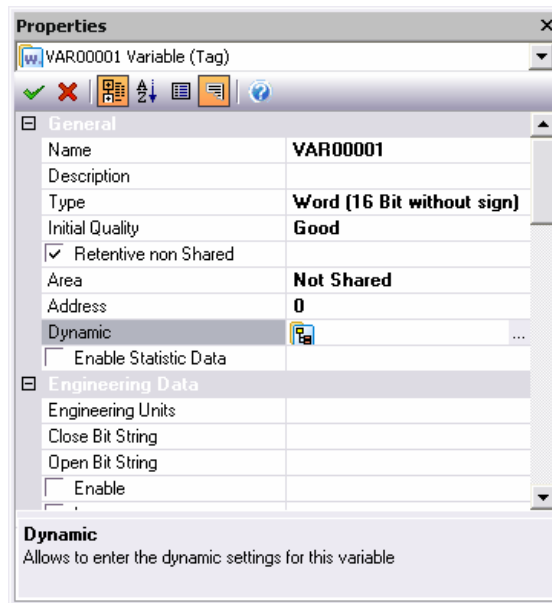 Properties
VAR00001 Variable (Tag)
General
Name VAR00001
Description
Type Word (16 Bit without sign)
Initial Quality Good
Retentive non Shared
Area Not Shared
Address 0
Dynamic ...
Enable Statistic Data
Engineering Data
Engineering Units
Close Bit String
Open Bit String
Enable
Dynamic
Allows to enter the dynamic settings for this variable